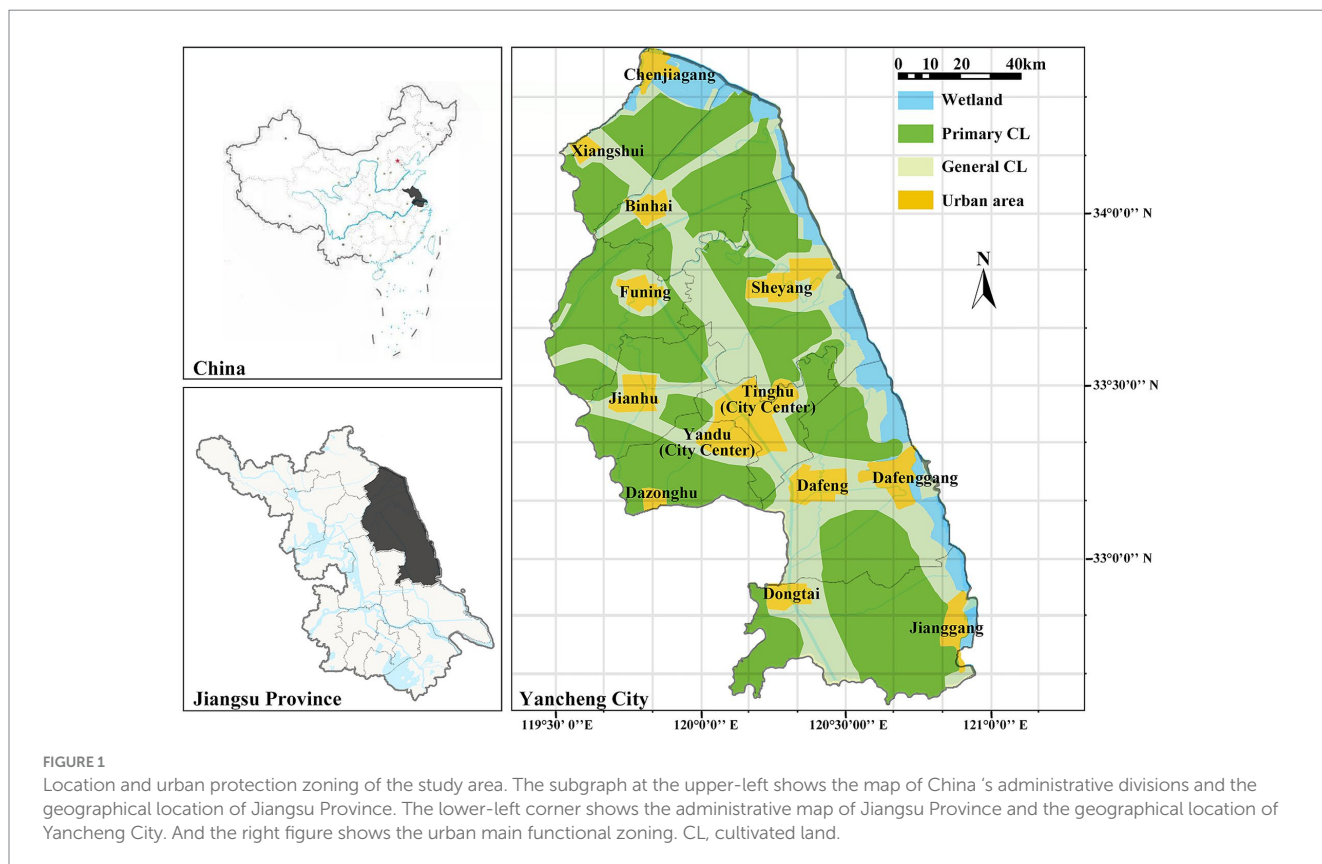 China
Jiangsu Province
0 10 20 40km
Wetland
Primary CL
General CL
Urban area
N
Chenjiagang
Xiangshui
Binhai
Funing
Sheyang
Jianhu
Tinghu
(City Center)
Yandu
(City Center)
Dazonghu
Dafeng
Dafenggang
Dongtai
Jianggang
Yancheng City
34°0'0'' N
33°30'0'' N
33°0'0'' N
119°30'0'' E
120°0'0'' E
120°30'0'' E
121°0'0'' E
FIGURE 1
Location and urban protection zoning of the study area. The subgraph at the upper-left shows the map of China 's administrative divisions and the
geographical location of Jiangsu Province. The lower-left corner shows the administrative map of Jiangsu Province and the geographical location of
Yancheng City. And the right figure shows the urban main functional zoning. CL, cultivated land.